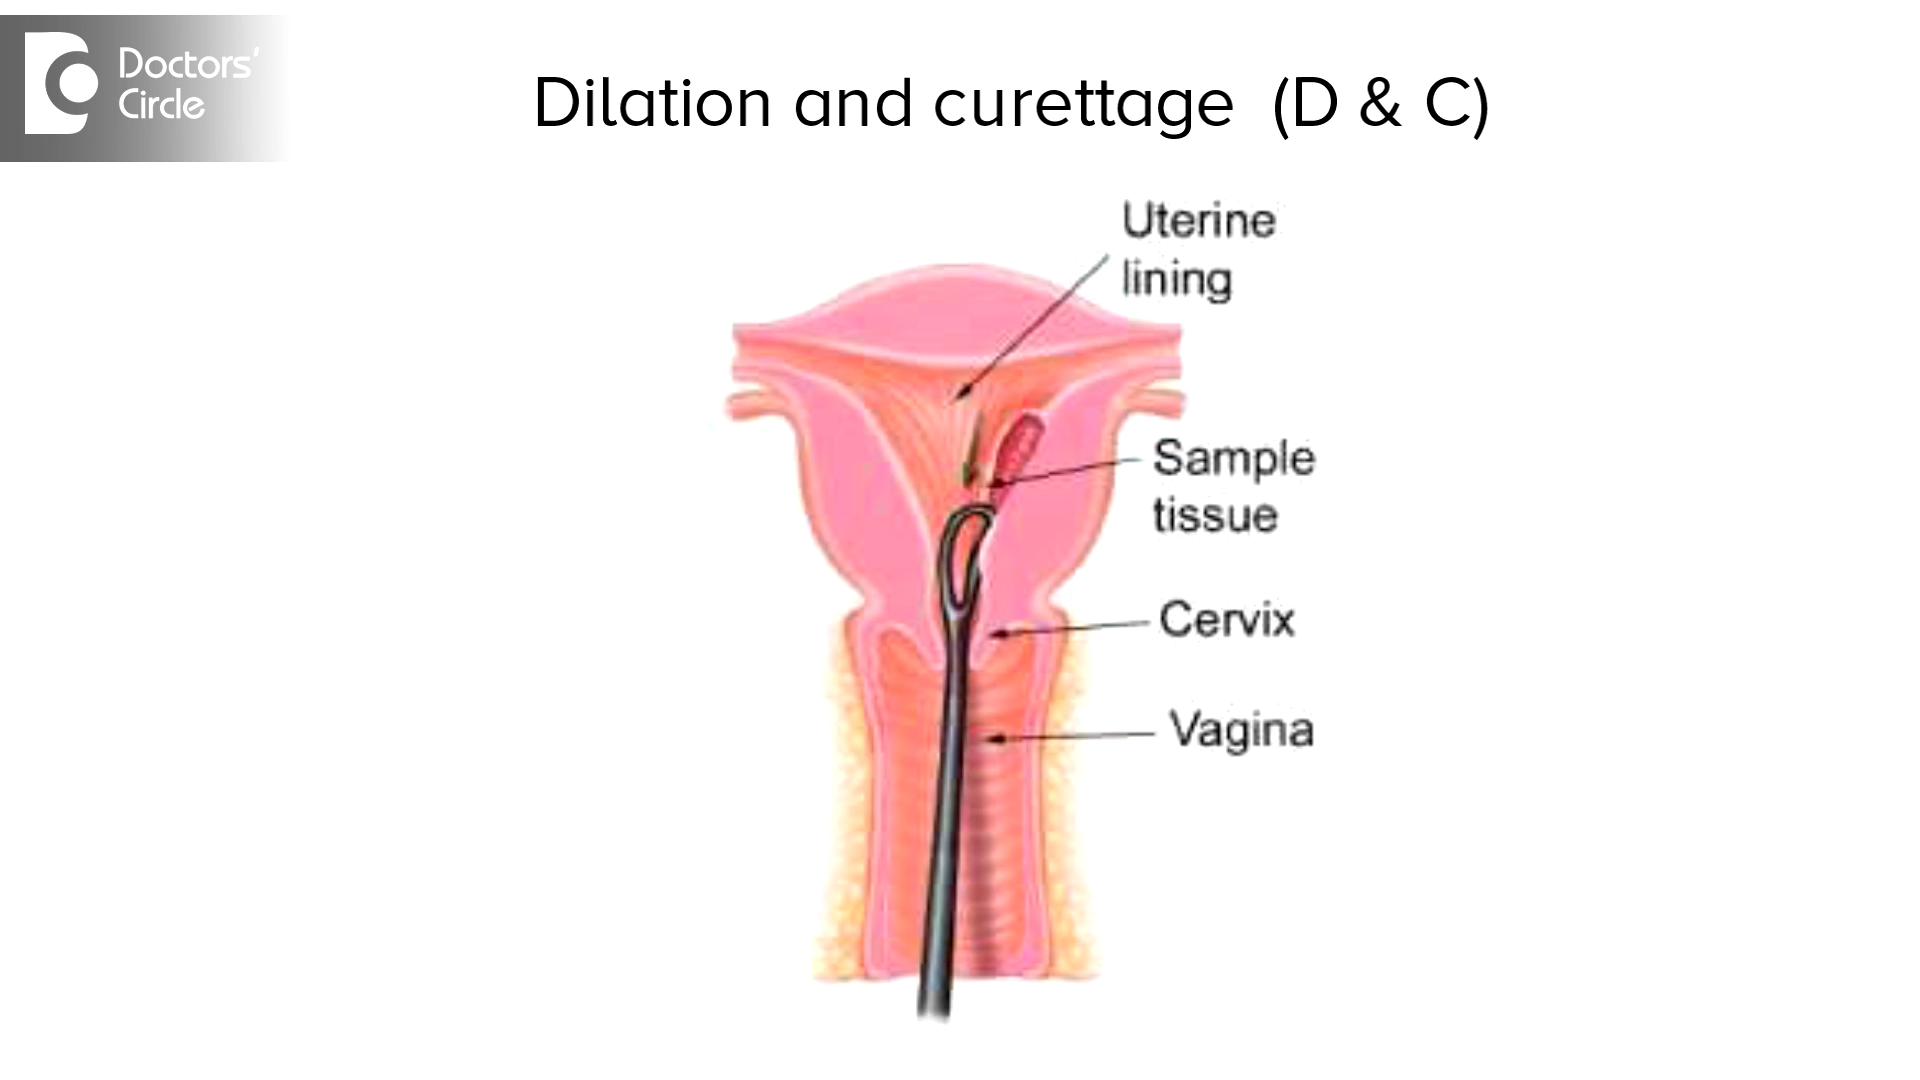 Doctors'
Circle
Dilation and curettage (D & C)
Uterine
lining
Sample
tissue
Cervix
Vagina